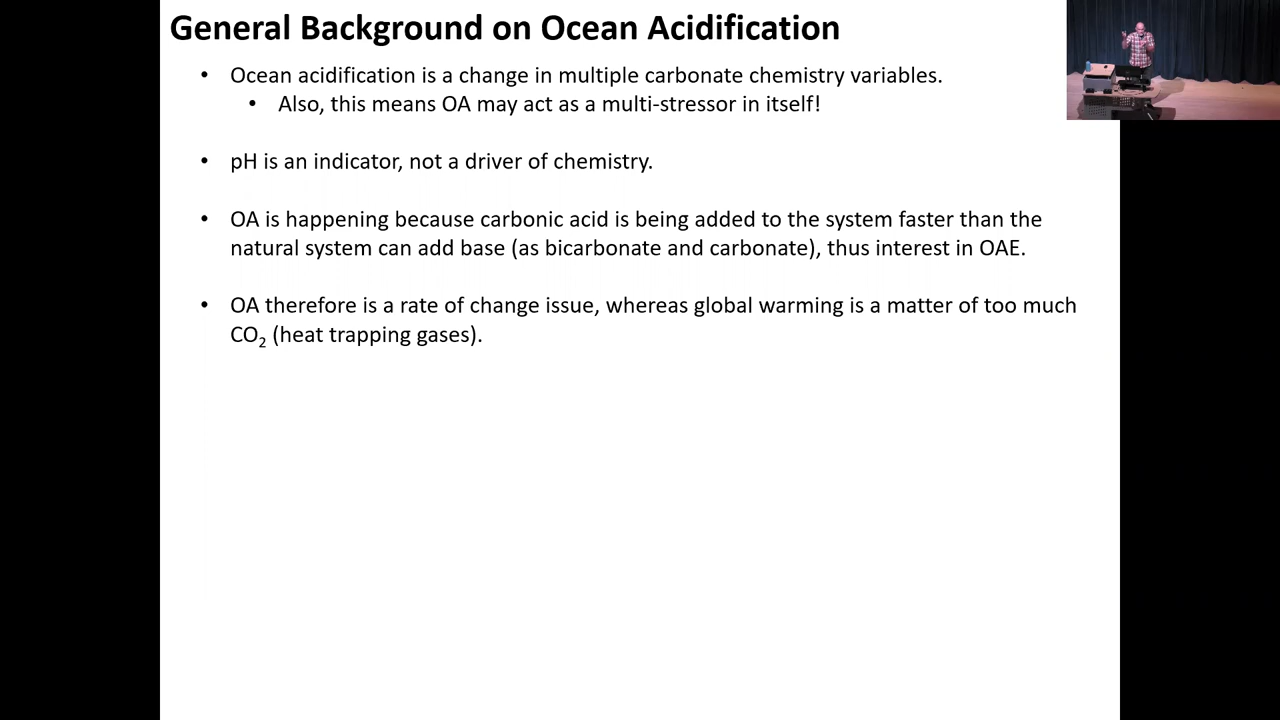 General Background on Ocean Acidification
• Ocean acidification is a change in multiple carbonate chemistry variables.
• Also, this means OA may act as a multi-stressor in itself!
• pH is an indicator, not a driver of chemistry.
• OA is happening because carbonic acid is being added to the system faster than the
natural system can add base (as bicarbonate and carbonate), thus interest in OAE.
• OA therefore is a rate of change issue, whereas global warming is a matter of too much
CO₂ (heat trapping gases).